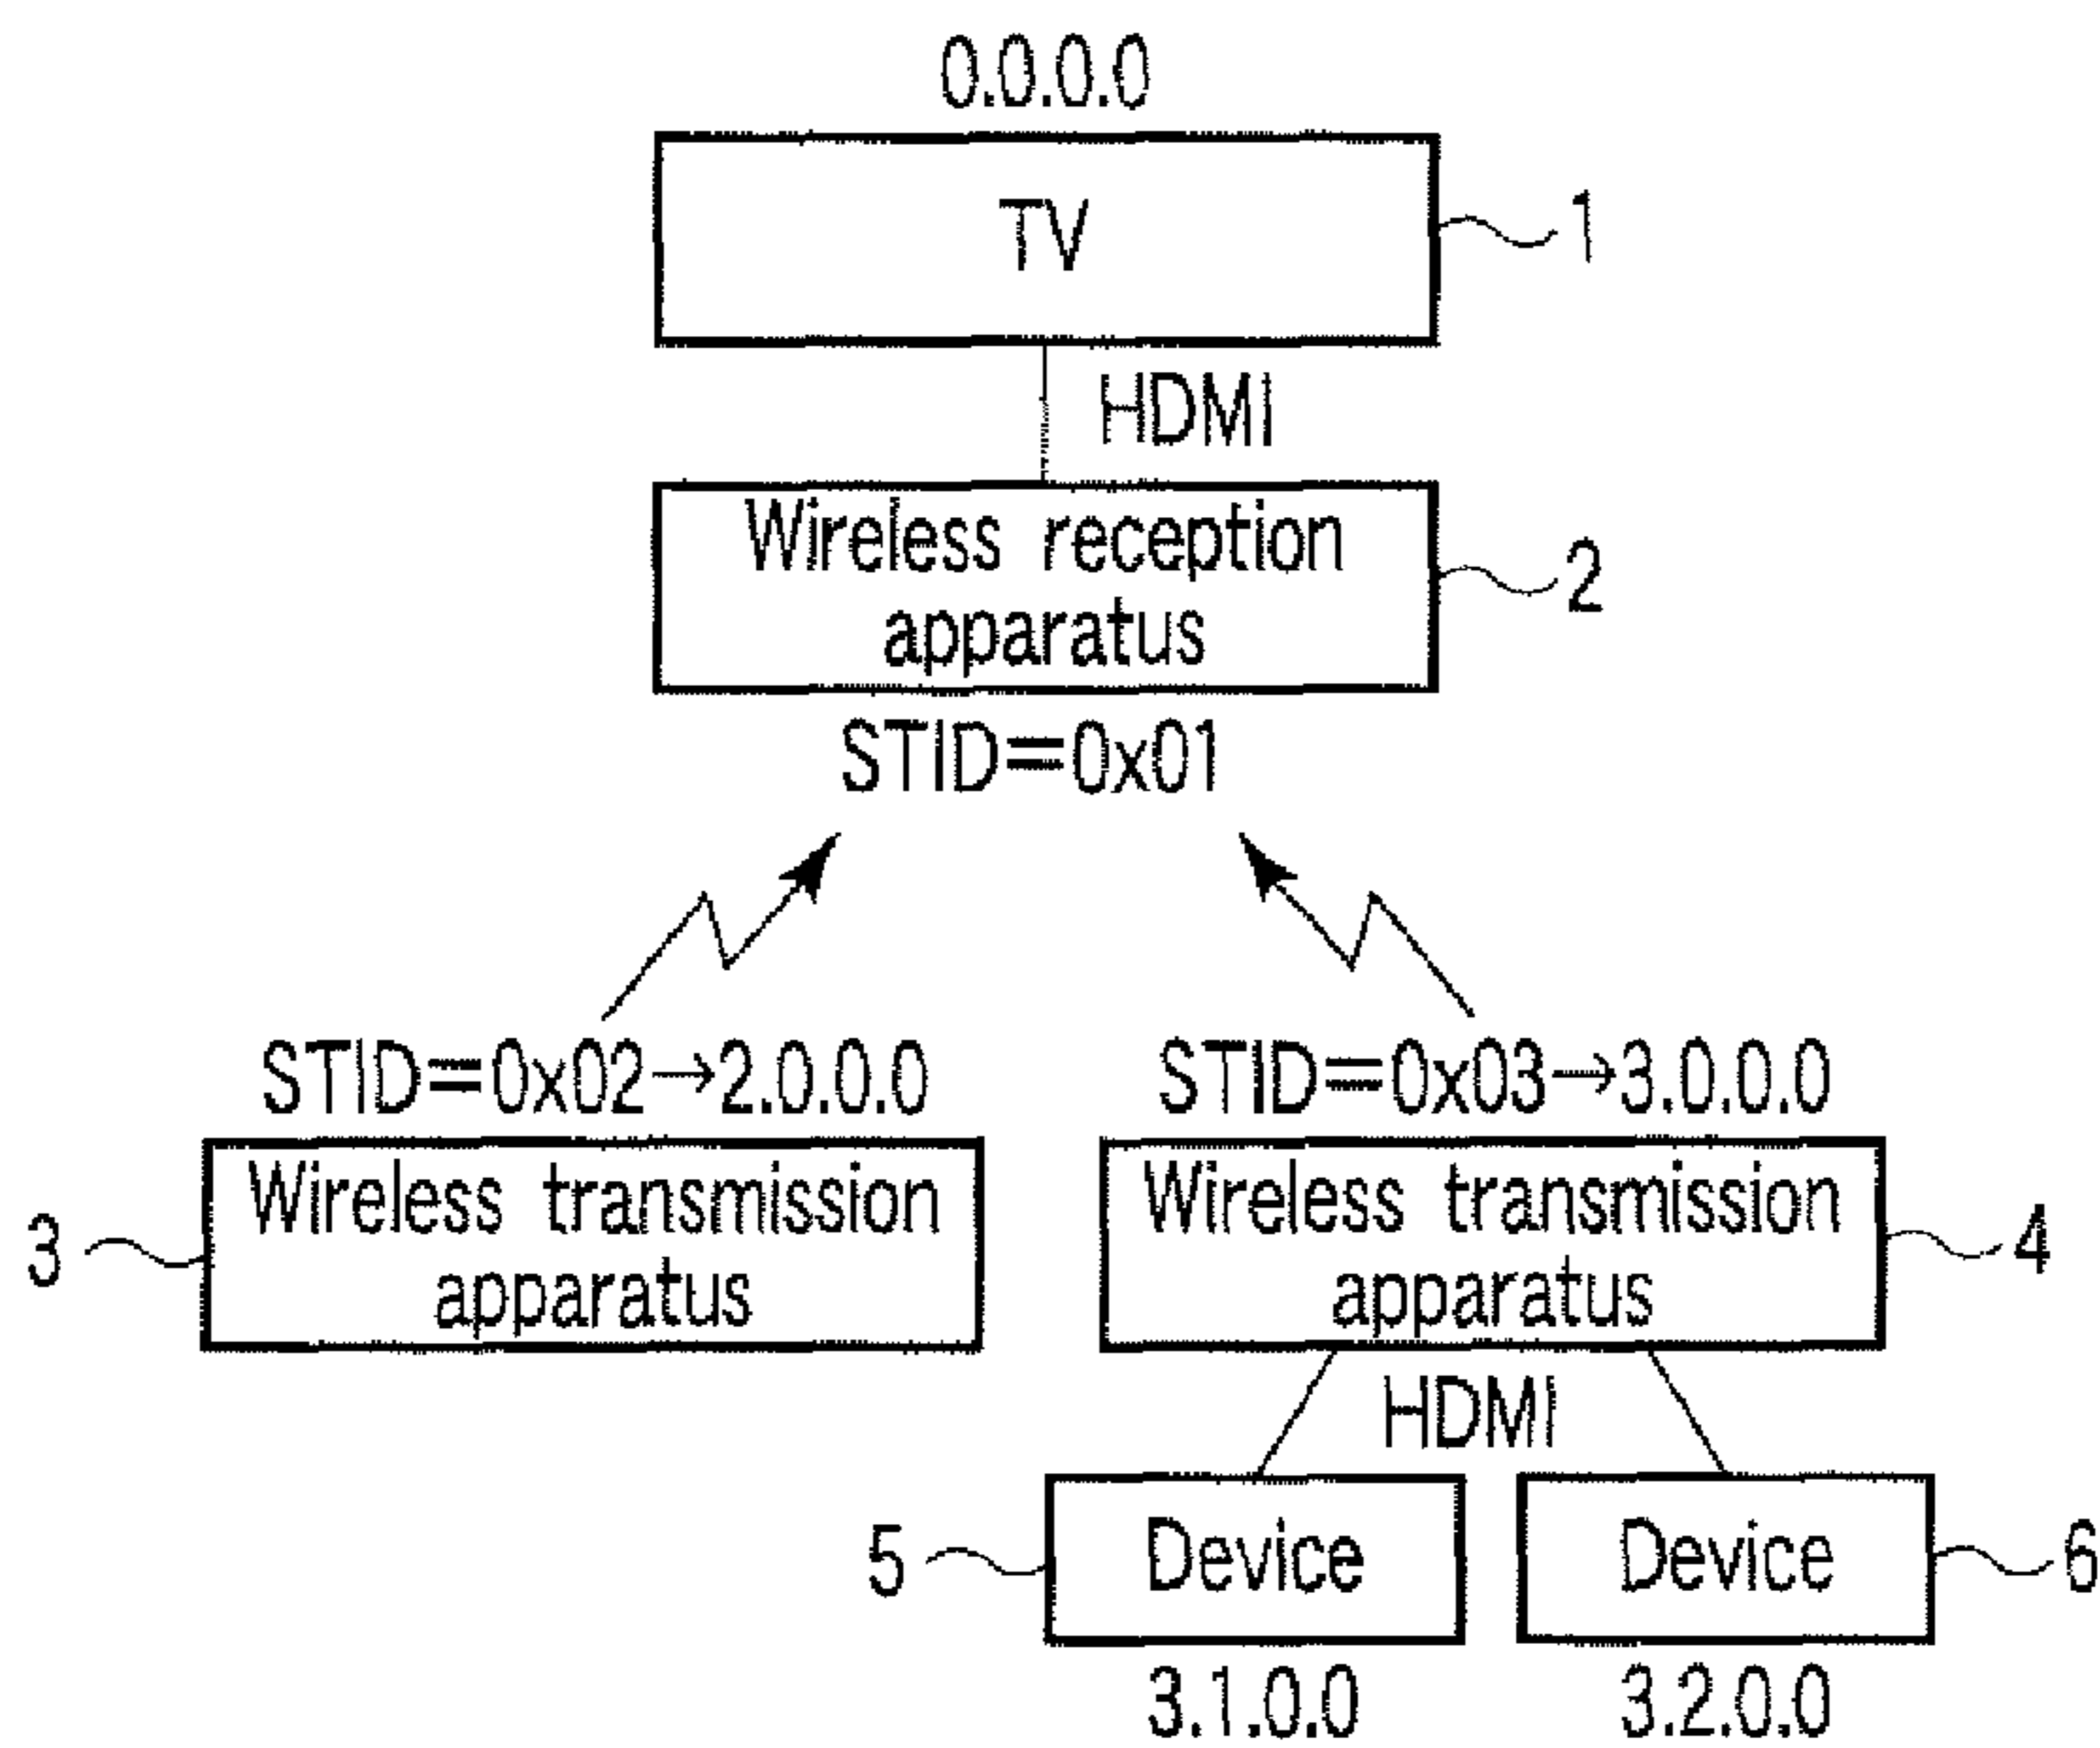 0.0.0.0
TV
1
HDMI
Wireless reception
apparatus
2
STID=0x01
STID=0x02→2.0.0.0
STID=0x03→3.0.0.0
Wireless transmission
apparatus
3
Wireless transmission
apparatus
4
HDMI
5
Device
Device
6
3.1.0.0
3.2.0.0